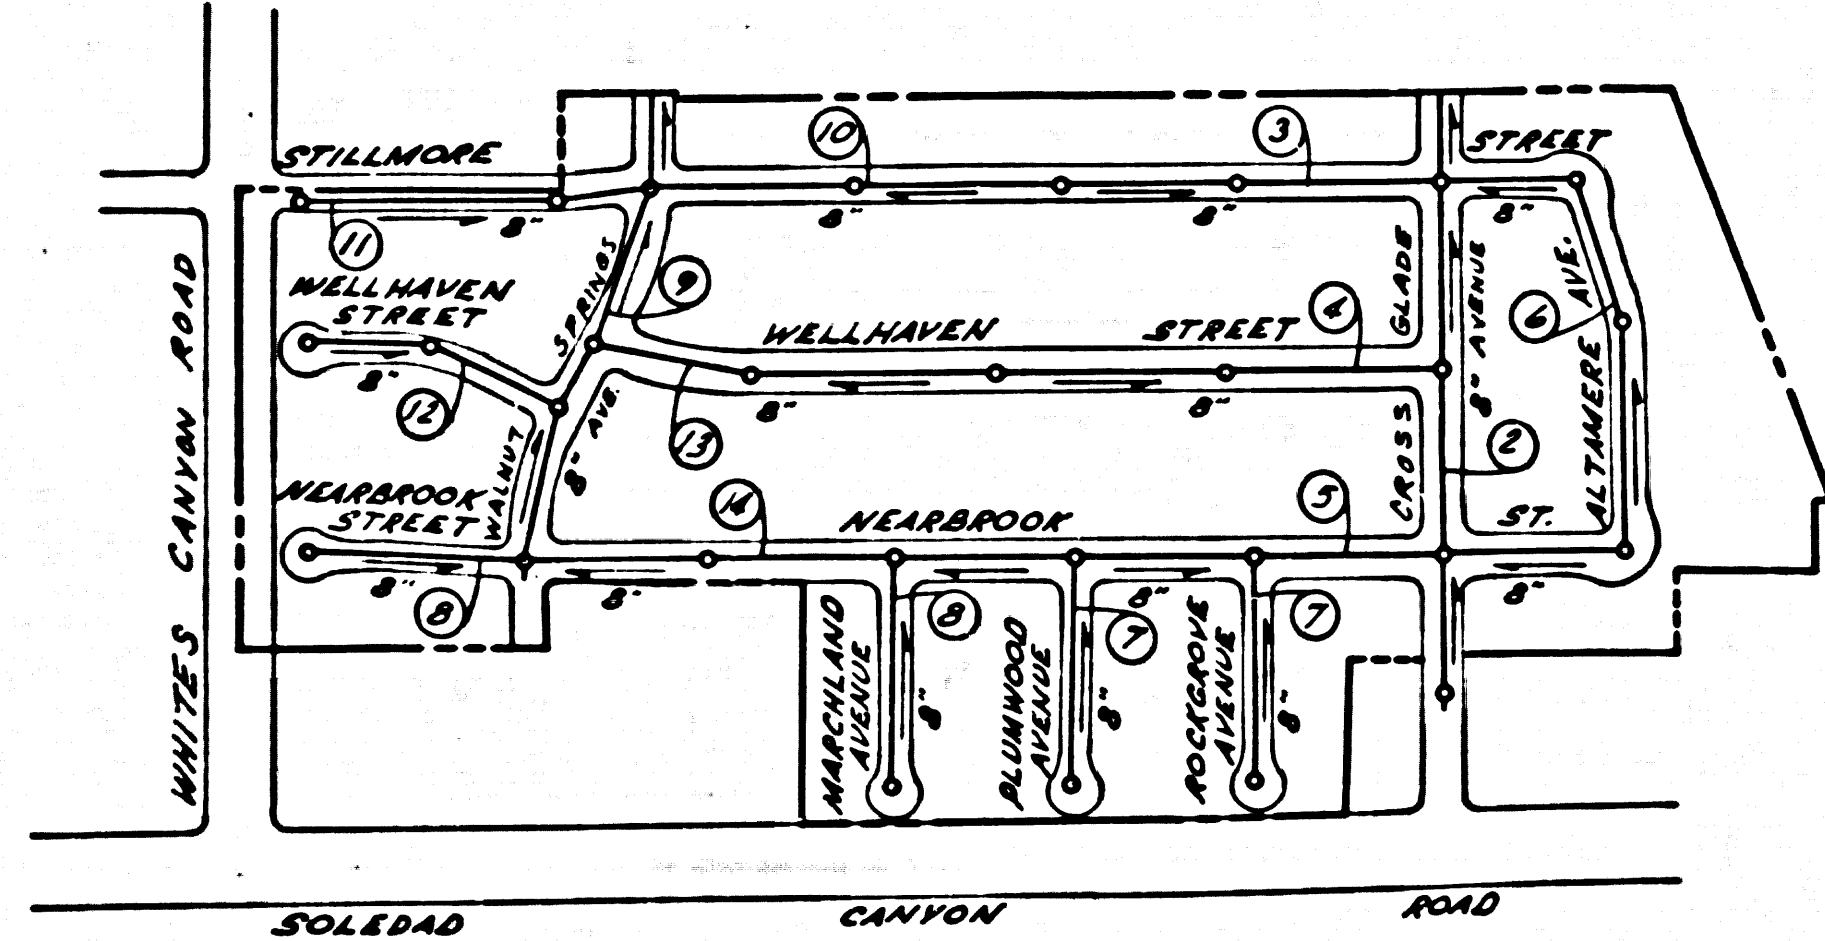 STILLMORE
STREET
10
3
8"
8"
8"
8"
11
WELLHAVEN
STREET
8"
12
SPRINGS
9
WELLHAVEN STREET
4
GLADE
8" AVENUE
6
AVE.
ALTAMERE
8"
8"
13
CROSS
2
8" AVE.
WALNUT
NEARBROOK
STREET
14
NEARBROOK
5
ST.
8"
8
8"
8
8"
7
7
8"
MARCHLAND
AVENUE
8"
PLUMWOOD
AVENUE
8"
ROCKGROVE
AVENUE
8"
WHITES CANYON ROAD
SOLEDAD CANYON ROAD